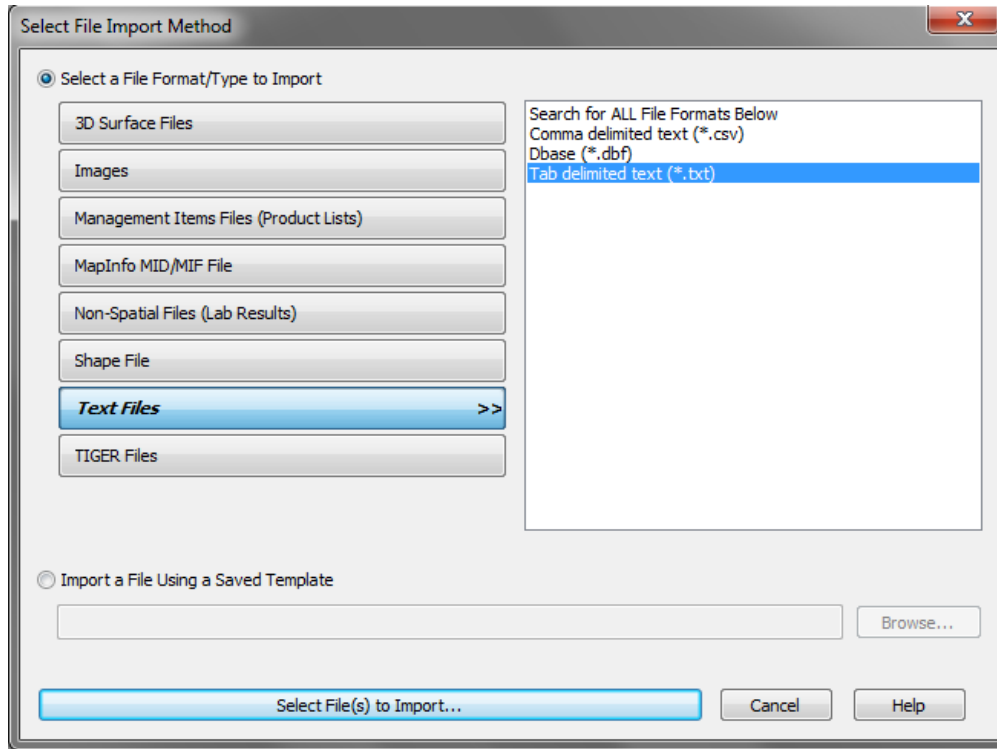 Select File Import Method
Select a File Format/Type to Import
3D Surface Files
Images
Management Items Files (Product Lists)
MapInfo MID/MIF File
Non-Spatial Files (Lab Results)
Shape File
Text Files >>
TIGER Files
Search for ALL File Formats Below
Comma delimited text (*.csv)
Dbase (*.dbf)
Tab delimited text (*.txt)
Import a File Using a Saved Template
Browse...
Select File(s) to Import...
Cancel
Help